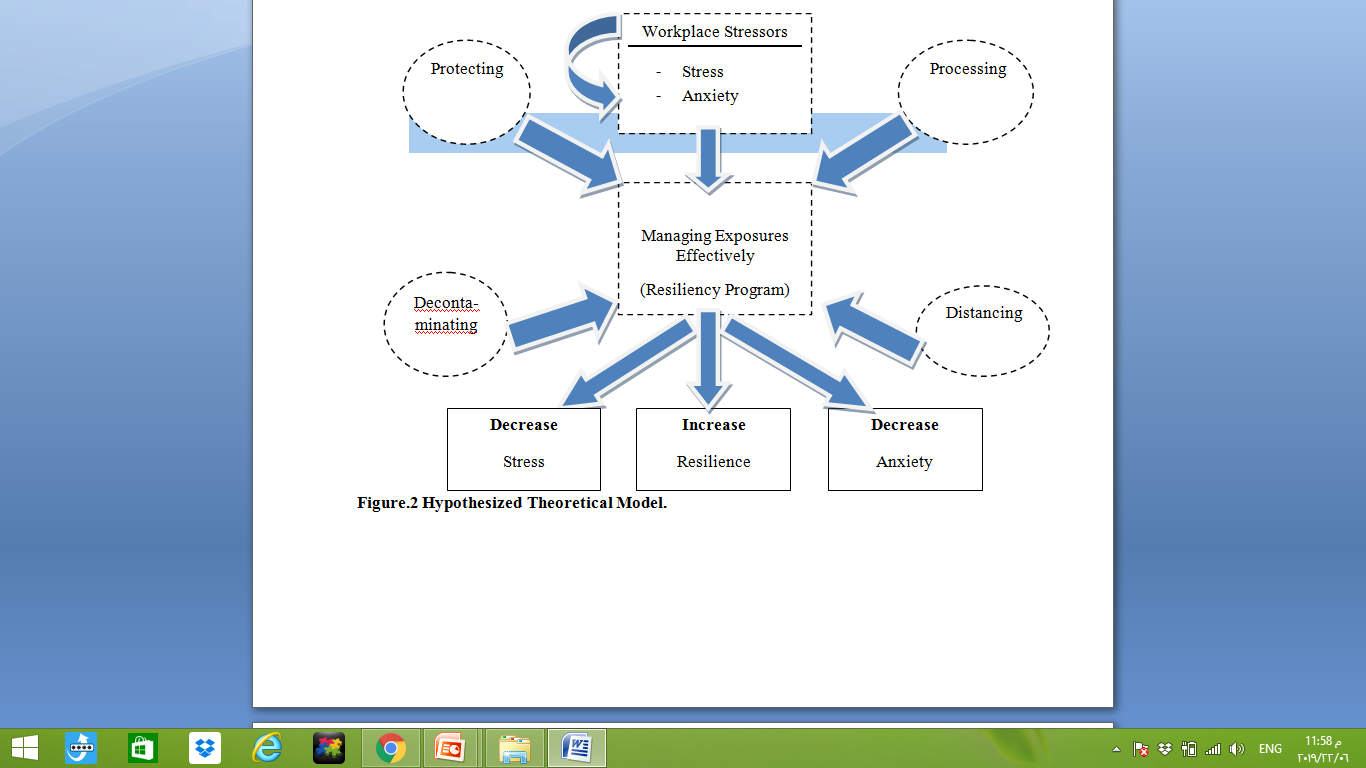 Workplace Stressors
Protecting
Processing
- Stress
- Anxiety
Managing Exposures
Effectively
(Resiliency Program)
Deconta-
minating
Distancing
Decrease
Stress
Increase
Resilience
Decrease
Anxiety
Figure.2 Hypothesized Theoretical Model.
ENG
11:58 م
٢٠١٩/٢٢/٠٦